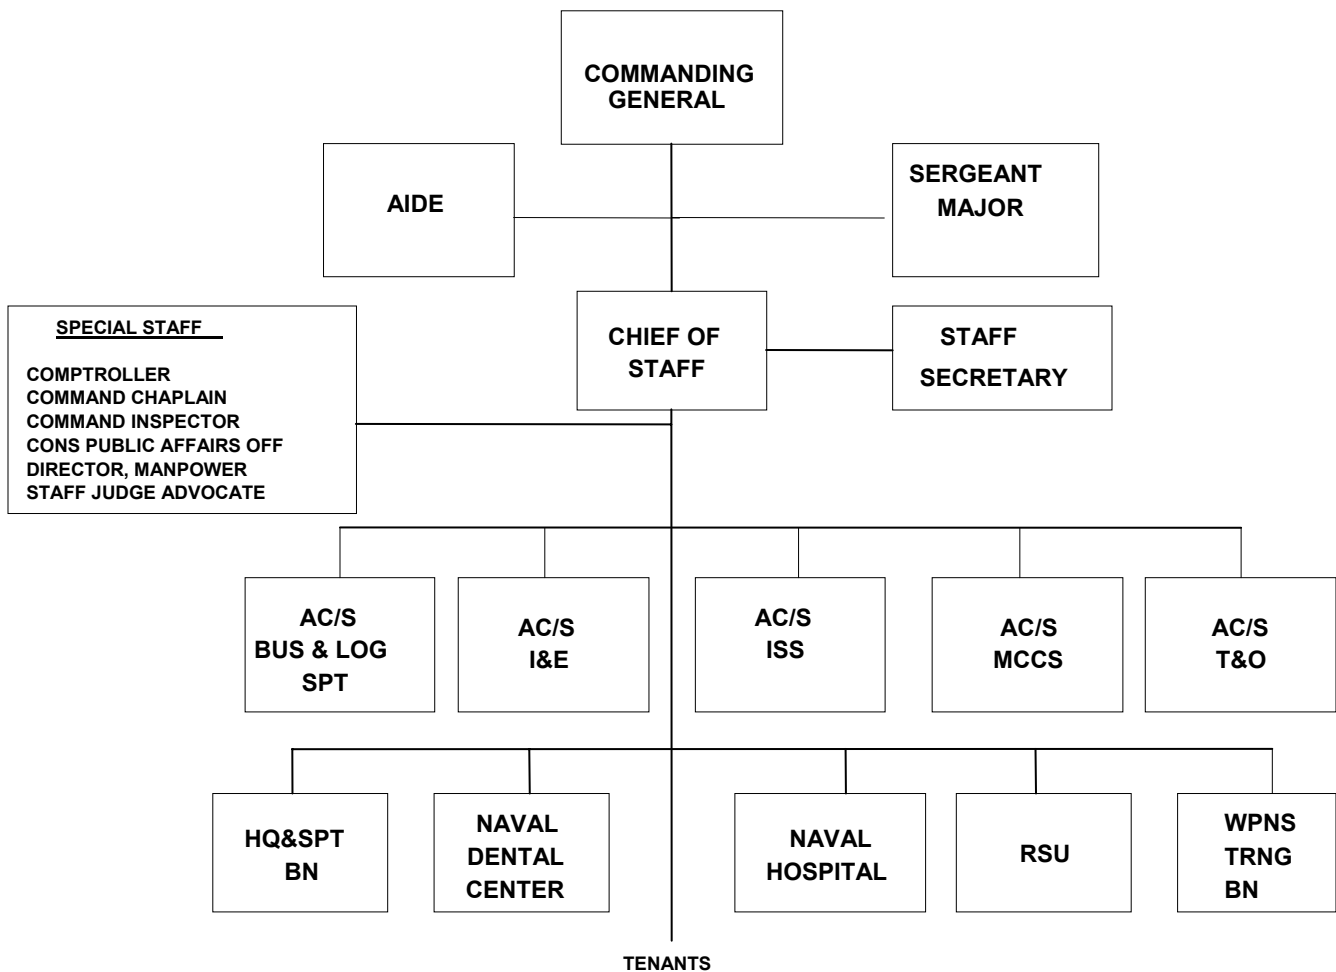 COMMANDING
GENERAL
AIDE
SERGEANT
MAJOR
SPECIAL STAFF
COMPTROLLER
COMMAND CHAPLAIN
COMMAND INSPECTOR
CONS PUBLIC AFFAIRS OFF
DIRECTOR, MANPOWER
STAFF JUDGE ADVOCATE
CHIEF OF
STAFF
STAFF
SECRETARY
AC/S
BUS & LOG
SPT
AC/S
I&E
AC/S
ISS
AC/S
MCCS
AC/S
T&O
HQ&SPT
BN
NAVAL
DENTAL
CENTER
NAVAL
HOSPITAL
RSU
WPNS
TRNG
BN
TENANTS